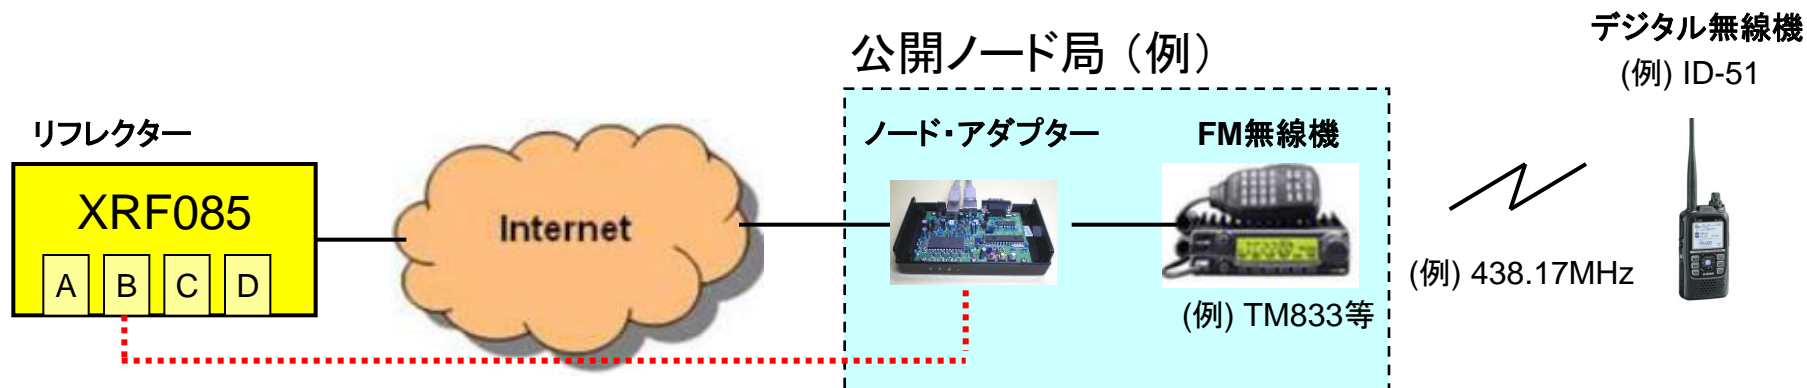 デジタル無線機
(例) ID-51
公開ノード局（例）
リフレクター
ノード・アダプター
FM無線機
XRF085
A B C D
Internet
(例) TM833等
(例) 438.17MHz